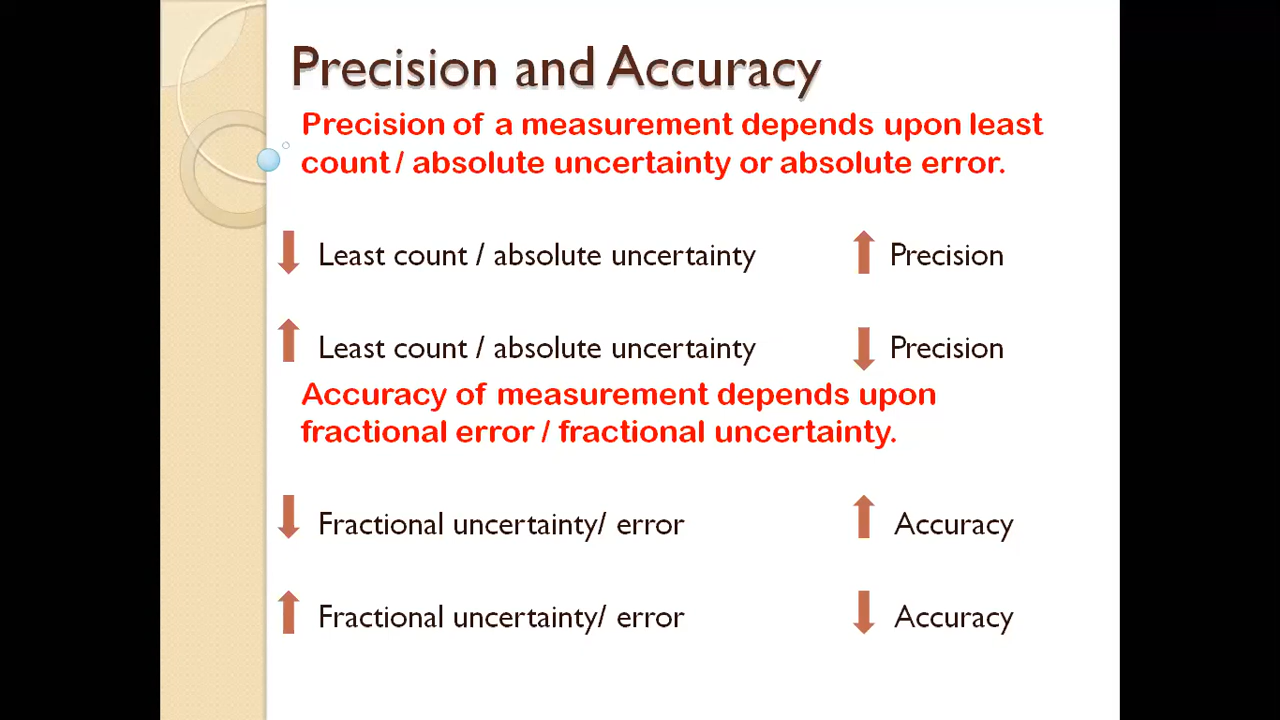 Precision and Accuracy
Precision of a measurement depends upon least
count / absolute uncertainty or absolute error.
Least count / absolute uncertainty Precision
Least count / absolute uncertainty Precision
Accuracy of measurement depends upon
fractional error / fractional uncertainty.
Fractional uncertainty/ error Accuracy
Fractional uncertainty/ error Accuracy